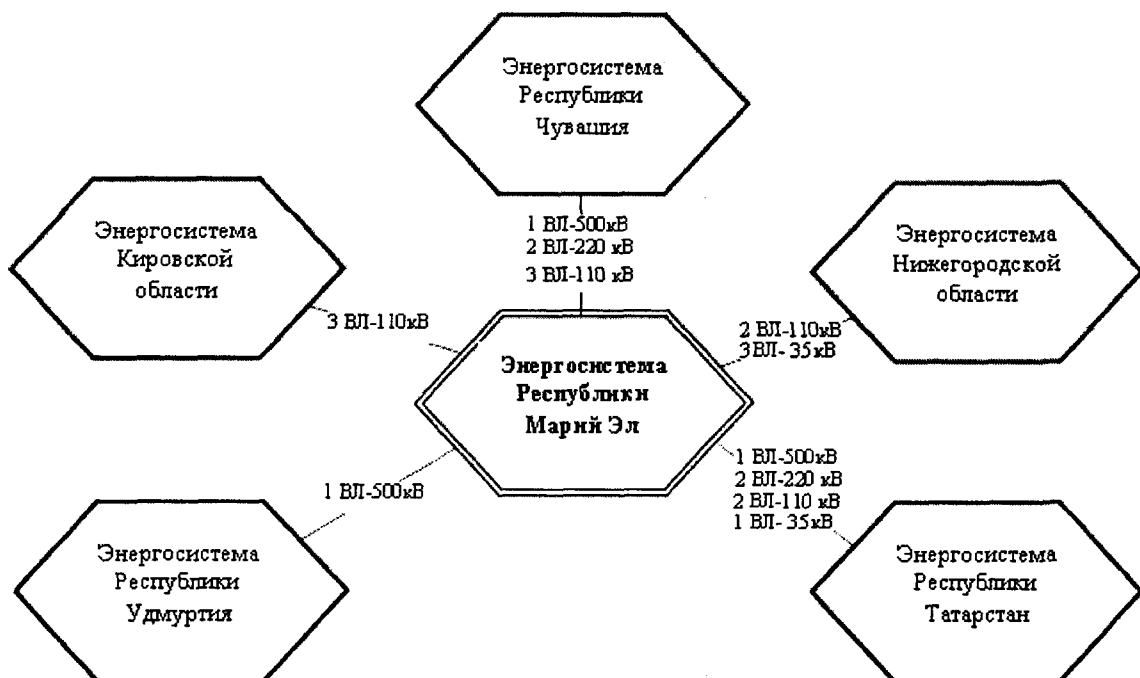 Энергосистема
Республики
Чувашия
Энергосистема
Кировской
области
1 ВЛ-500кВ
2 ВЛ-220 кВ
3 ВЛ-110 кВ
Энергосистема
Нижегородской
области
3 ВЛ-110кВ
2 ВЛ-110кВ
3ВЛ- 35кВ
Энергосистема
Республики
Марий Эл
1 ВЛ-500кВ
1 ВЛ-500кВ
2 ВЛ-220 кВ
2 ВЛ-110 кВ
1 ВЛ- 35кВ
Энергосистема
Республики
Удмуртия
Энергосистема
Республики
Татарстан